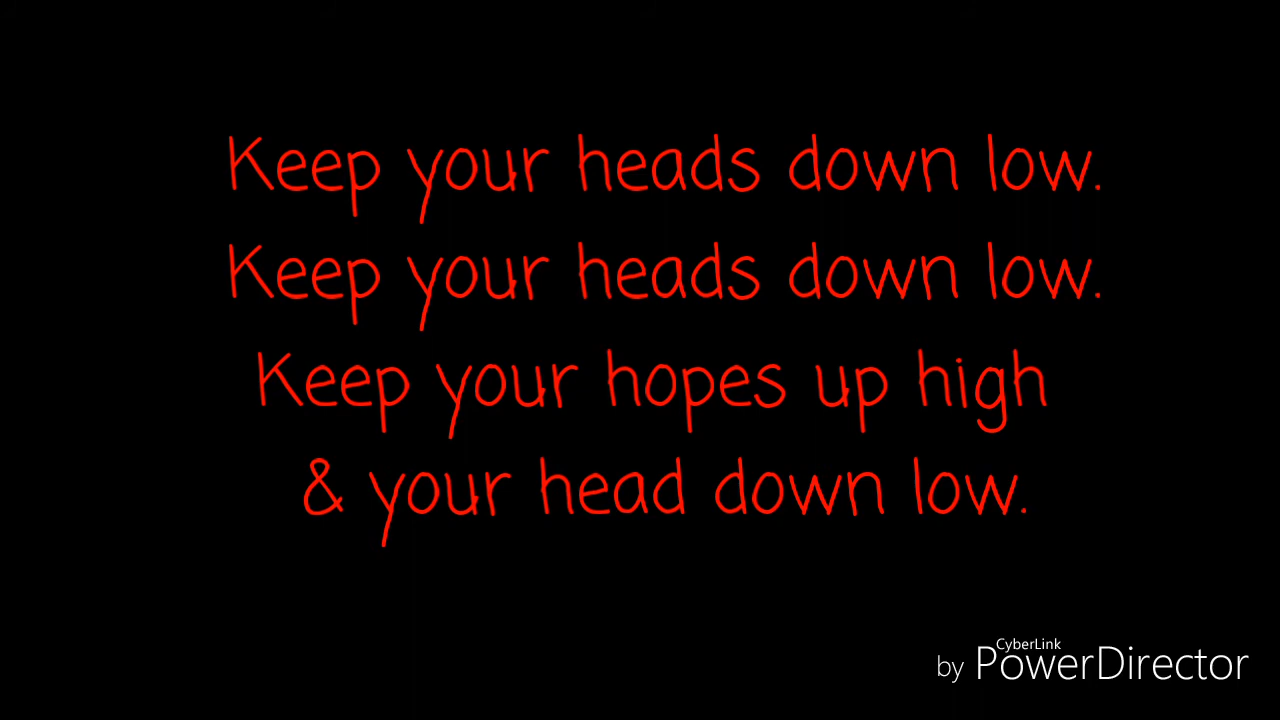 Keep your heads down low.
Keep your heads down low.
Keep your hopes up high
& your head down low.
CyberLink
by PowerDirector